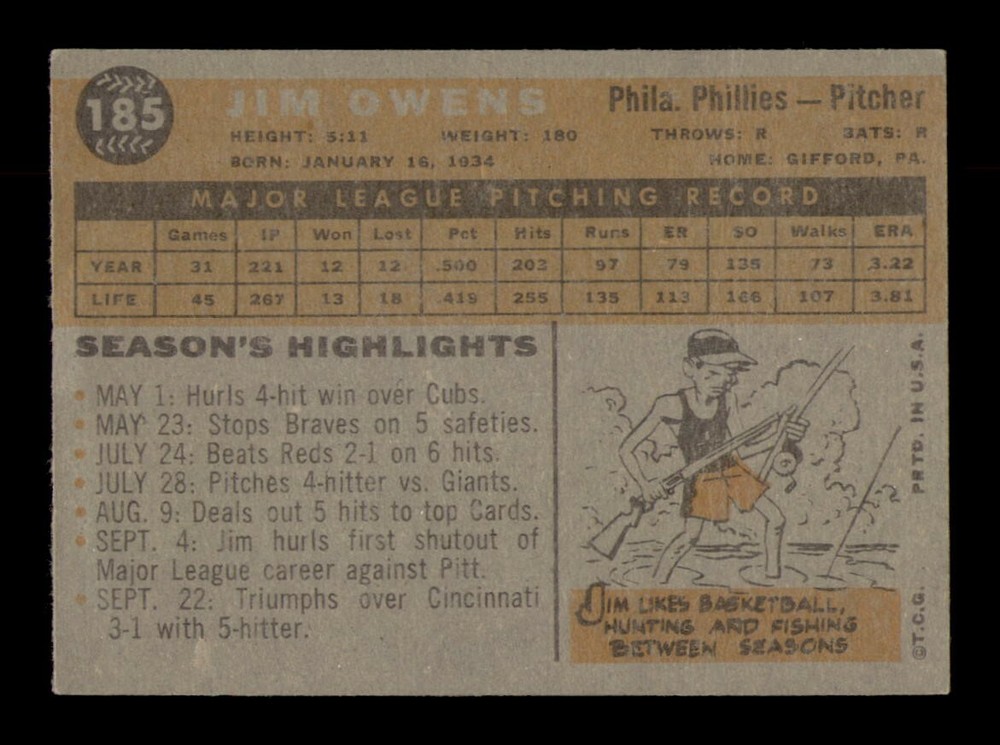 185
JIM OWENS
Phila. Phillies — Pitcher
HEIGHT: 5:11 WEIGHT: 180 THROWS: R BATS: R
BORN: JANUARY 16, 1934 HOME: GIFFORD, PA.
MAJOR LEAGUE PITCHING RECORD
Games IP Won Lost Pct Hits Runs ER SO Walks ERA
YEAR 31 221 12 12 .500 203 97 79 135 73 3.22
LIFE 45 267 13 18 .419 255 135 113 166 107 3.81
SEASON'S HIGHLIGHTS
• MAY 1: Hurls 4-hit win over Cubs.
• MAY 23: Stops Braves on 5 safeties.
• JULY 24: Beats Reds 2-1 on 6 hits.
• JULY 28: Pitches 4-hitter vs. Giants.
• AUG. 9: Deals out 5 hits to top Cards.
• SEPT. 4: Jim hurls first shutout of
Major League career against Pitt.
• SEPT. 22: Triumphs over Cincinnati
3-1 with 5-hitter.
JIM LIKES BASKETBALL,
HUNTING AND FISHING
BETWEEN SEASONS
©T.C.G. PRTD. IN U.S.A.